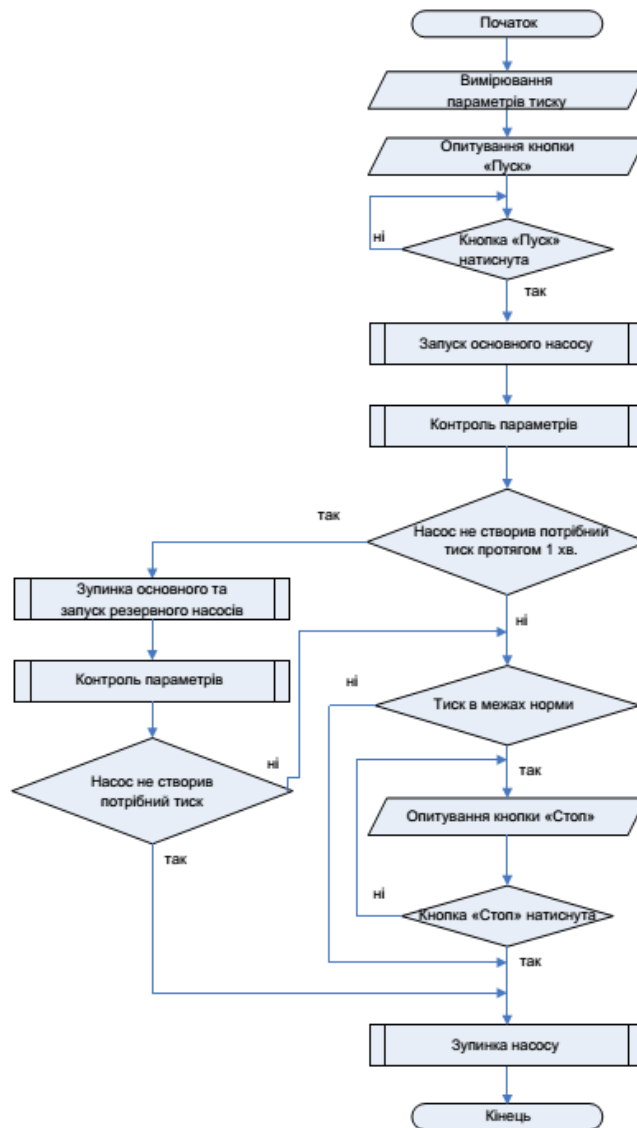 Початок
Вимірювання
параметрів тиску
Опитування кнопки
«Пуск»
ні
Кнопка «Пуск»
натиснута
так
Запуск основного насосу
Контроль параметрів
так
Насос не створив потрібний
тиск протягом 1 хв.
Зупинка основного та
запуск резервного насосів
ні
Контроль параметрів
ні
Тиск в межах норми
ні
так
Насос не створив
потрібний тиск
Опитування кнопки «Стоп»
так
ні
Кнопка «Стоп» натиснута
так
Зупинка насосу
Кінець